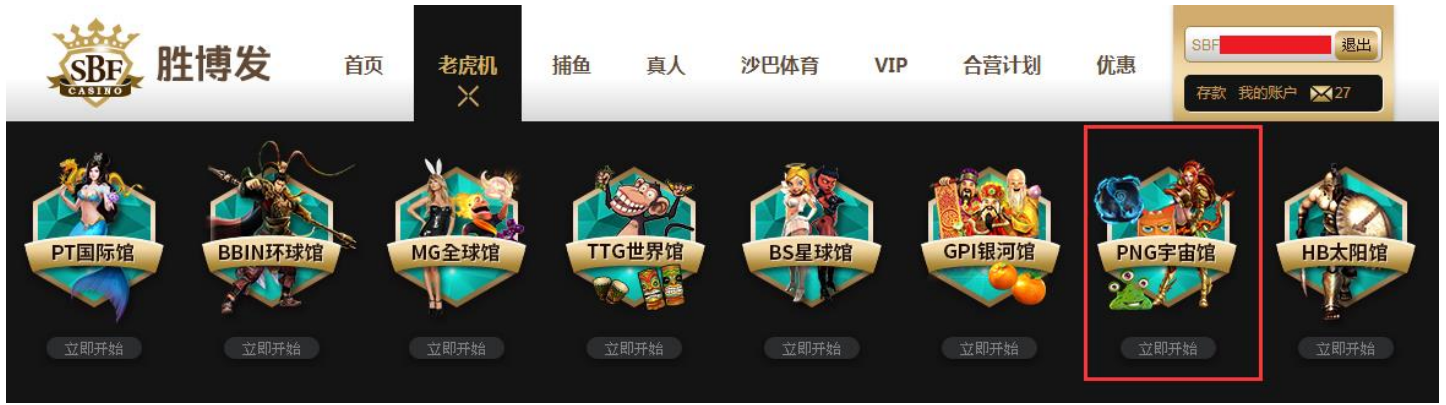 SBF
CASINO
胜博发
首页
老虎机
捕鱼
真人
沙巴体育
VIP
合营计划
优惠
SBF
退出
存款 我的账户 27
PT国际馆
BBIN环球馆
MG全球馆
TTG世界馆
BS星球馆
GPI银河馆
PNG宇宙馆
HB太阳馆
立即开始
立即开始
立即开始
立即开始
立即开始
立即开始
立即开始
立即开始